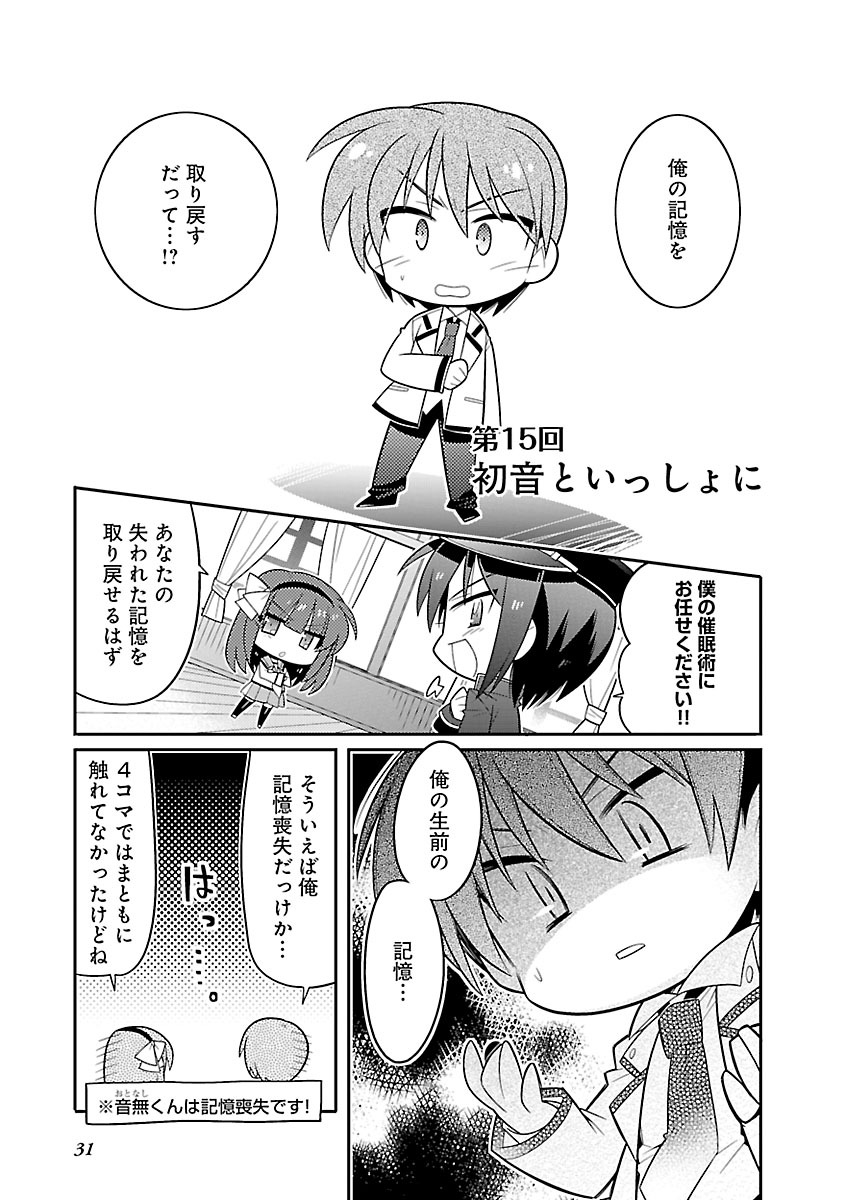 俺の記憶を
取り戻す
だって…!?
第15回
初音といっしょに
僕の催眠術に
お任せください!!
あなたの
失われた記憶を
取り戻せるはず
俺の生前の
記憶…
そういえば俺
記憶喪失だっけか…
4コマではまともに
触れてなかったけどね
はっ……。
おとなし
※音無くんは記憶喪失です!
31